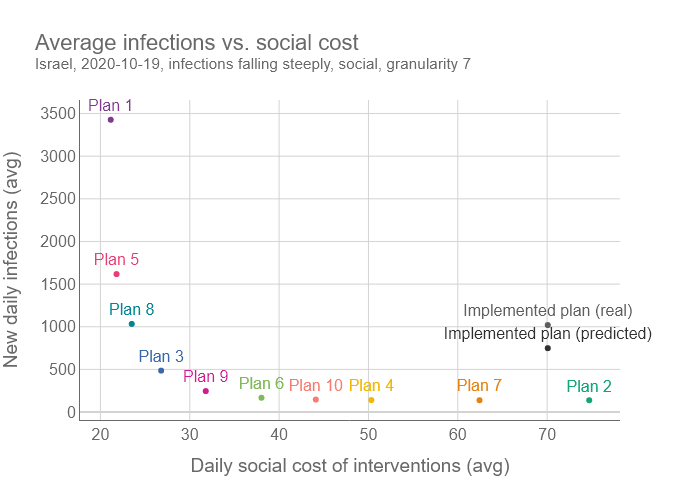 Average infections vs. social cost
Israel, 2020-10-19, infections falling steeply, social, granularity 7
New daily infections (avg)
3500
3000
2500
2000
1500
1000
500
0
Plan 1
Plan 5
Plan 8
Plan 3
Plan 9
Plan 6
Plan 10
Plan 4
Plan 7
Plan 2
Implemented plan (real)
Implemented plan (predicted)
20
30
40
50
60
70
Daily social cost of interventions (avg)